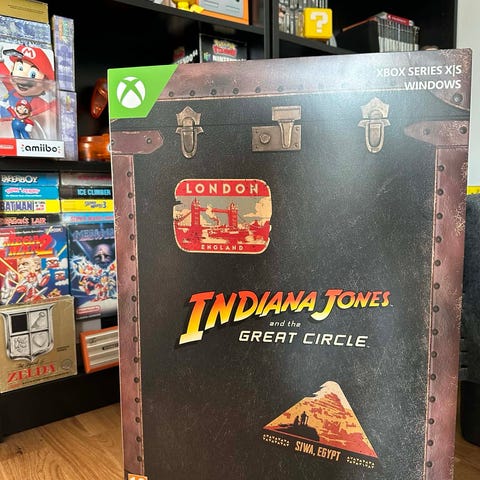 XBOX SERIES X|S
WINDOWS
LONDON
ENGLAND
INDIANA JONES
and the
GREAT CIRCLE
SIWA, EGYPT
amiibo
ICE CLIMBER
BATMAN
ZELDA